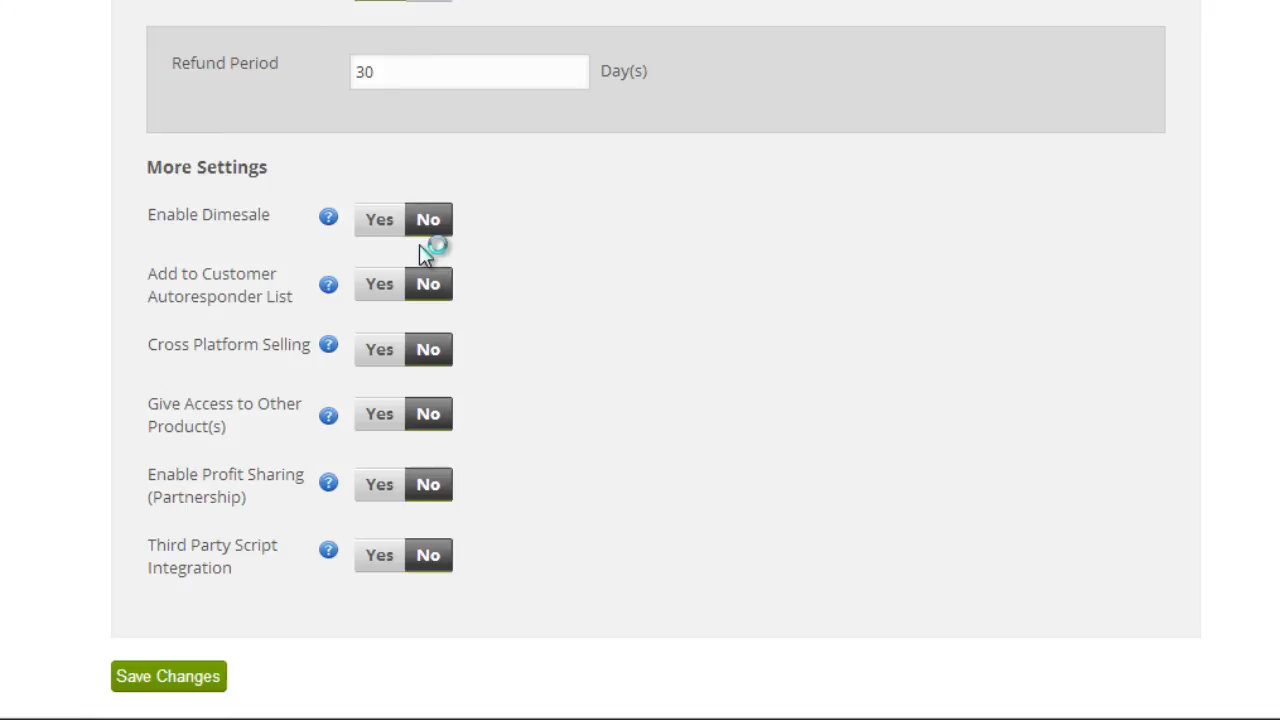 Refund Period 30 Day(s)
More Settings
Enable Dimesale ? Yes No
Add to Customer
Autoresponder List ? Yes No
Cross Platform Selling ? Yes No
Give Access to Other
Product(s) ? Yes No
Enable Profit Sharing
(Partnership) ? Yes No
Third Party Script
Integration ? Yes No
Save Changes